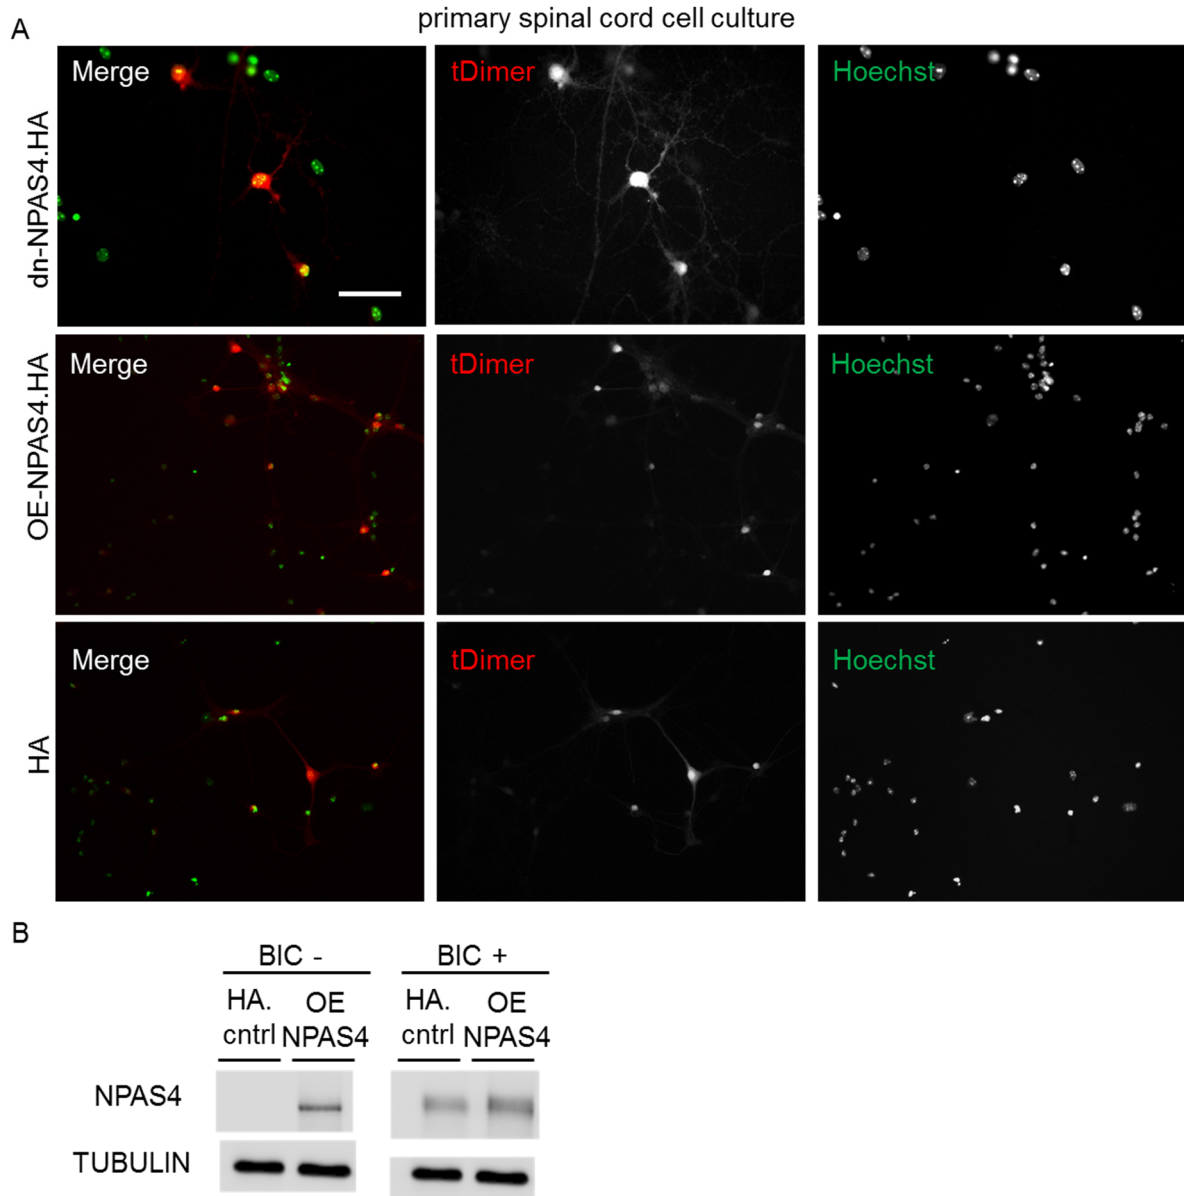 primary spinal cord cell culture
A
dn-NPAS4.HA
Merge
tDimer
Hoechst
OE-NPAS4.HA
Merge
tDimer
Hoechst
HA
Merge
tDimer
Hoechst
B
BIC -
BIC +
HA.
cntrl
OE
NPAS4
HA.
cntrl
OE
NPAS4
NPAS4
TUBULIN